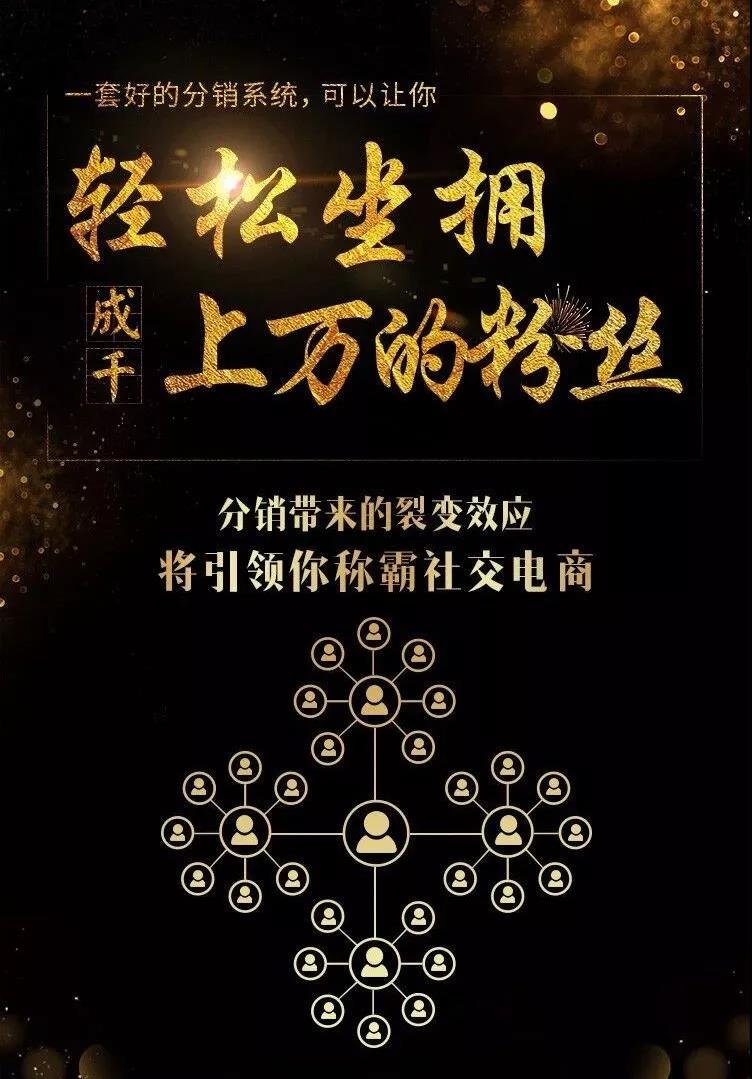 一套好的分销系统，可以让你
轻松坐拥
成千上万的粉丝
分销带来的裂变效应
将引领你称霸社交电商